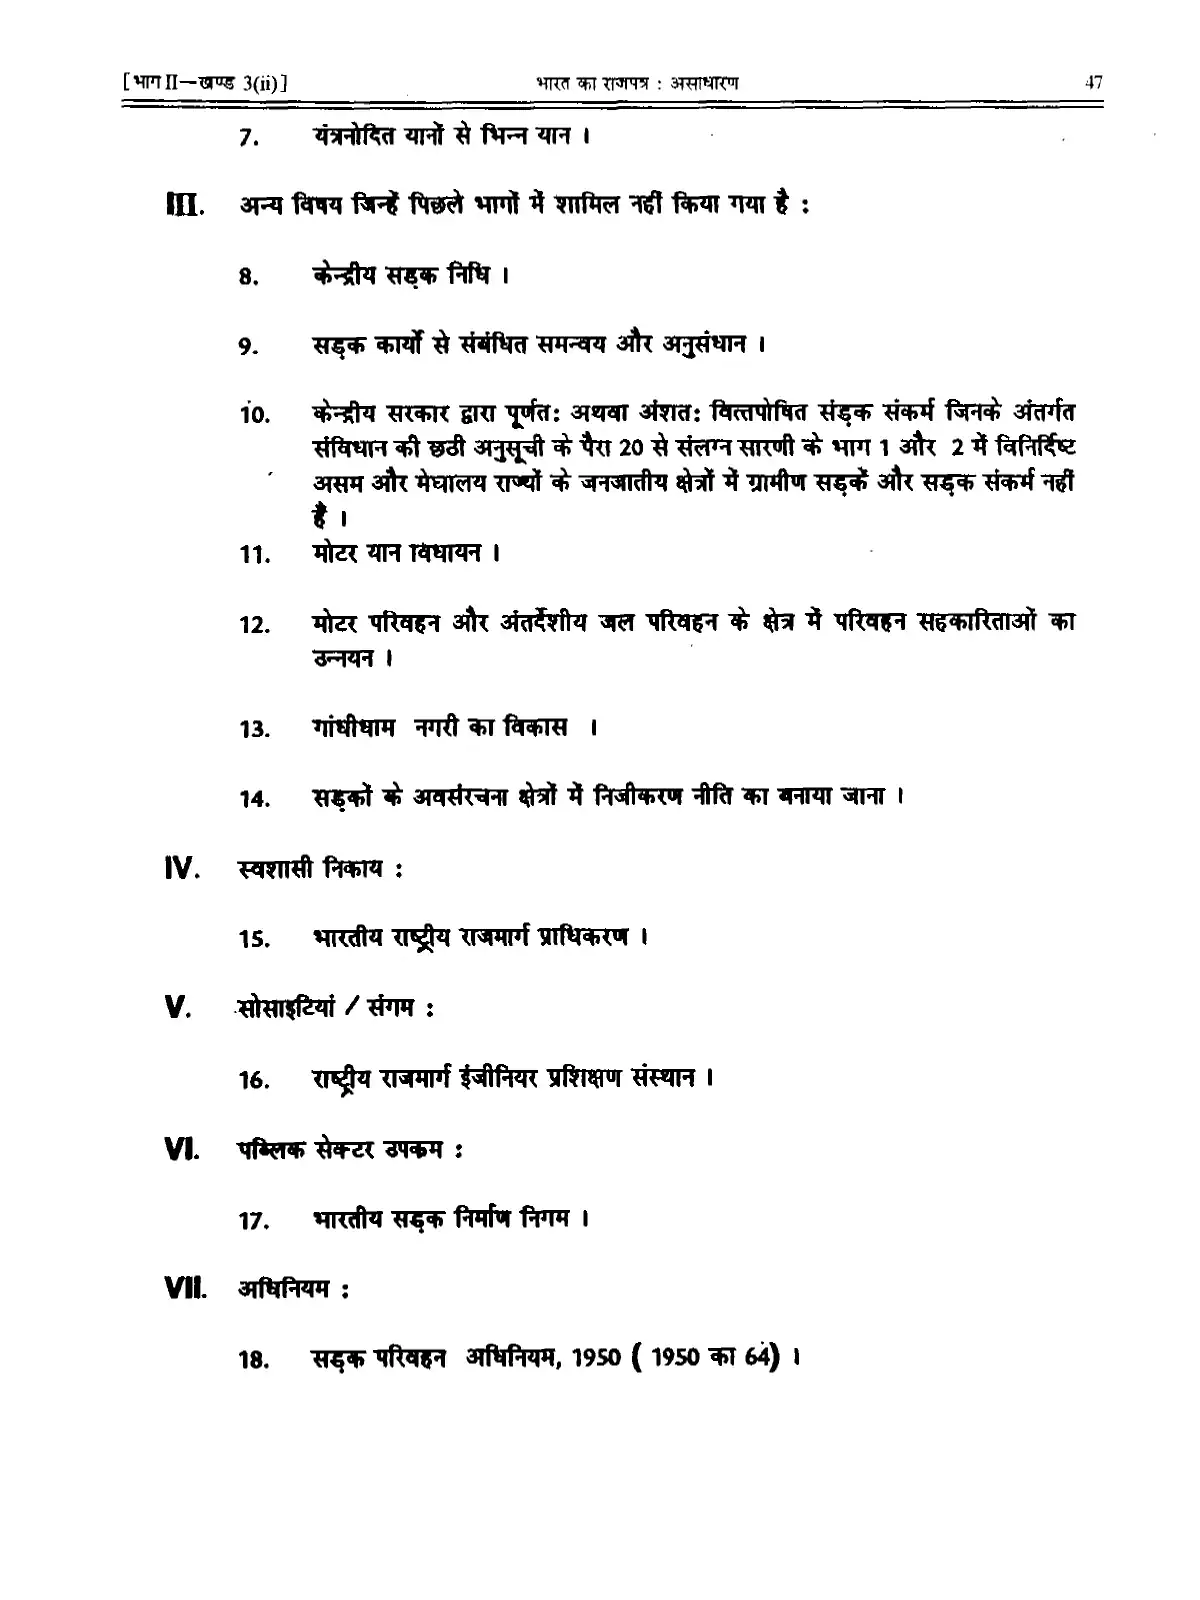 [ भाग II—खण्ड 3(ii) ] भारत का राजपत्र : असाधारण 47
7. यंत्रनोदित यानों से भिन्न यान ।
III. अन्य विषय जिन्हें पिछले भागों में शामिल नहीं किया गया है :
8. केन्द्रीय सड़क निधि ।
9. सड़क कार्यों से संबंधित समन्वय और अनुसंधान ।
10. केन्द्रीय सरकार द्वारा पूर्णत: अथवा अंशत: वित्तपोषित संड़क संकर्म जिनके अंतर्गत
संविधान की छठी अनुसूची के पैरा 20 से संलग्न सारणी के भाग 1 और 2 में विनिर्दिष्ट
असम और मेघालय राज्यों के जनजातीय क्षेत्रों में ग्रामीण सड़कें और सड़क संकर्म नहीं
हैं ।
11. मोटर यान विधायन ।
12. मोटर परिवहन और अंतर्देशीय जल परिवहन के क्षेत्र में परिवहन सहकारिताओं का
उन्नयन ।
13. गांधीधाम नगरी का विकास ।
14. सड़कों के अवसंरचना क्षेत्रों में निजीकरण नीति का बनाया जाना ।
IV. स्वशासी निकाय :
15. भारतीय राष्ट्रीय राजमार्ग प्राधिकरण ।
V. सोसाइटियां / संगम :
16. राष्ट्रीय राजमार्ग इंजीनियर प्रशिक्षण संस्थान ।
VI. पब्लिक सेक्टर उपकम :
17. भारतीय सड़क निर्माण निगम ।
VII. अधिनियम :
18. सड़क परिवहन अधिनियम, 1950 ( 1950 का 64) ।